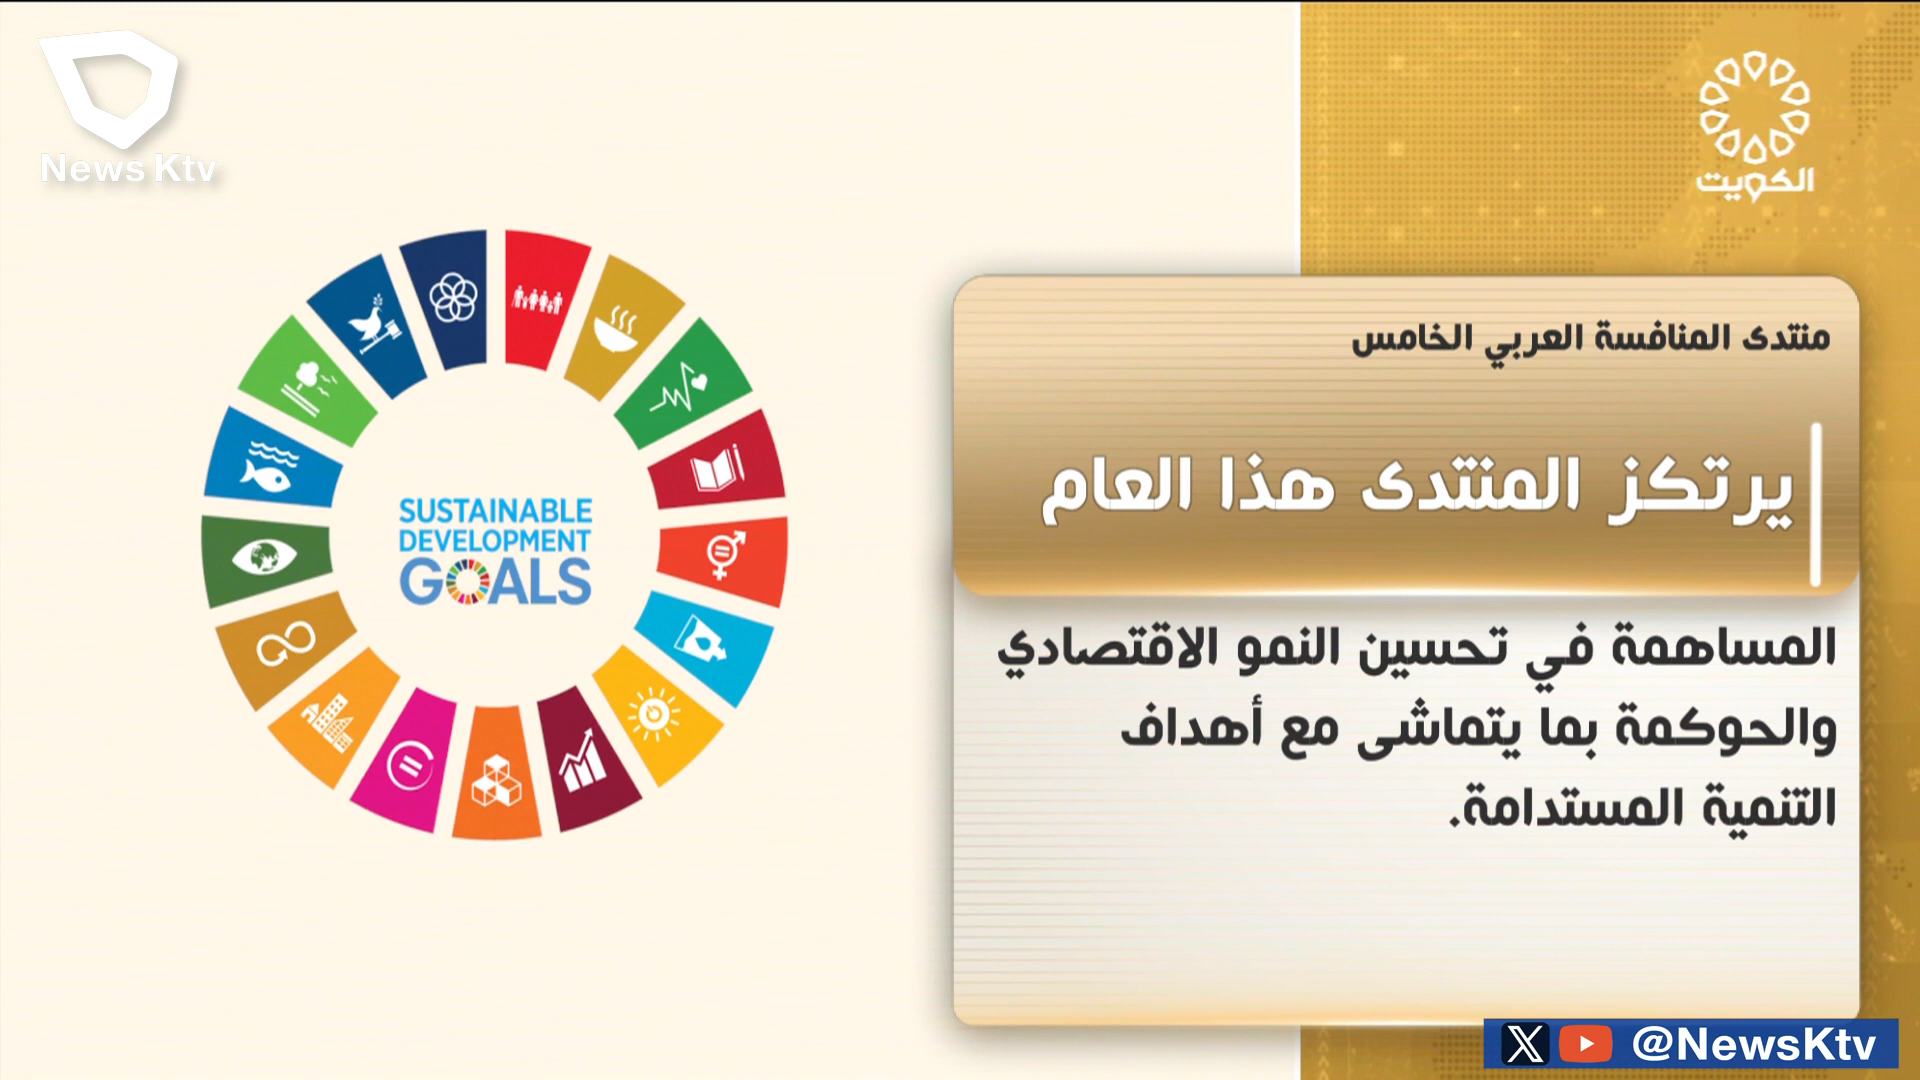 News Ktv
الكويت
منتدى المنافسة العربي الخامس
يرتكز المنتدى هذا العام
المساهمة في تحسين النمو الاقتصادي
والحوكمة بما يتماشى مع أهداف
التنمية المستدامة.
SUSTAINABLE
DEVELOPMENT
GOALS
@NewsKtv